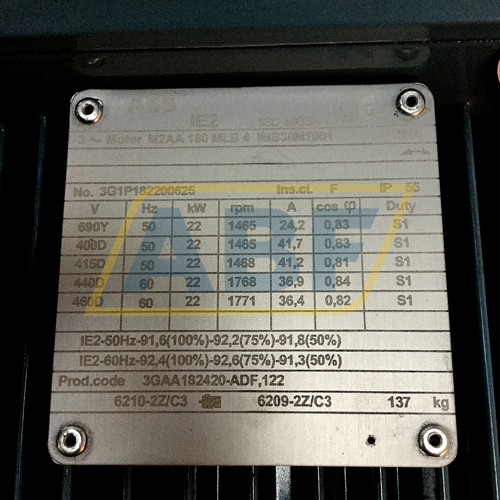 ABB
IE2
3 ~ Motor M2AA 180 MLB 4 IMB3/IM1001
No. 3G1P182200625 Ins.cl. F IP 55
V Hz kW rpm A cos φ Duty
690Y 50 22 1465 24,2 0,83 S1
400D 50 22 1465 41,7 0,83 S1
415D 50 22 1468 41,2 0,81 S1
440D 60 22 1768 36,9 0,84 S1
460D 60 22 1771 36,4 0,82 S1
ABF
IE2-50Hz-91,6(100%)-92,2(75%)-91,8(50%)
IE2-60Hz-92,4(100%)-92,6(75%)-91,3(50%)
Prod.code 3GAA182420-ADF,122
6210-2Z/C3 6209-2Z/C3 137 kg